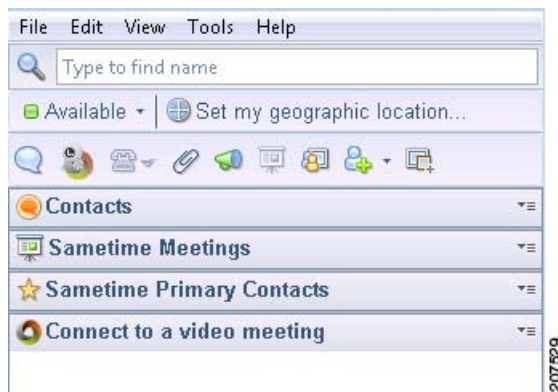 File Edit View Tools Help
Type to find name
Available Set my geographic location...
Contacts
Sametime Meetings
Sametime Primary Contacts
Connect to a video meeting
207529